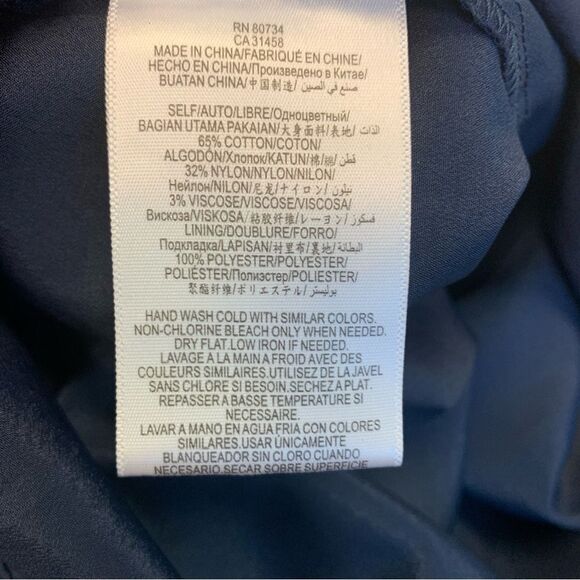 RN 80734
CA 31458
MADE IN CHINA/FABRIQUÉ EN CHINE/
HECHO EN CHINA/Произведено в Китае/
BUATAN CHINA/中国制造/صنع في الصين/
SELF/AUTO/LIBRE/Одноцветный/
BAGIAN UTAMA PAKAIAN/大身面料/表地/الذات
65% COTTON/COTON/
ALGODÓN/Хлопок/KATUN/棉/綿/قطن
32% NYLON/NYLON/NILON/
Нейлон/NILON/尼龙/ナイロン/نيلون
3% VISCOSE/VISCOSE/VISCOSA/
Вискоза/VISKOSA/粘胶纤维/レーヨン/فسكوز
LINING/DOUBLURE/FORRO/
Подкладка/LAPISAN/衬里布/裏地/البطانة
100% POLYESTER/POLYESTER/
POLIÉSTER/Полиэстер/POLIESTER/
聚酯纤维/ポリエステル/بوليستر
HAND WASH COLD WITH SIMILAR COLORS.
NON-CHLORINE BLEACH ONLY WHEN NEEDED.
DRY FLAT. LOW IRON IF NEEDED.
LAVAGE A LA MAIN A FROID AVEC DES
COULEURS SIMILAIRES.UTILISEZ DE LA JAVEL
SANS CHLORE SI BESOIN.SECHEZ A PLAT.
REPASSER A BASSE TEMPERATURE SI
NECESSAIRE.
LAVAR A MANO EN AGUA FRIA CON COLORES
SIMILARES.USAR ÚNICAMENTE
BLANQUEADOR SIN CLORO CUANDO
NECESARIO.SECAR SOBRE SUPERFICIE